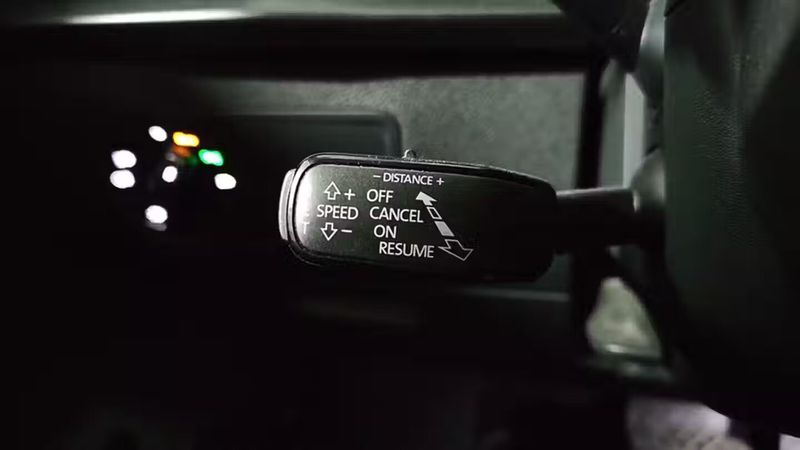 − DISTANCE +
+ OFF
SPEED CANCEL
− ON
RESUME